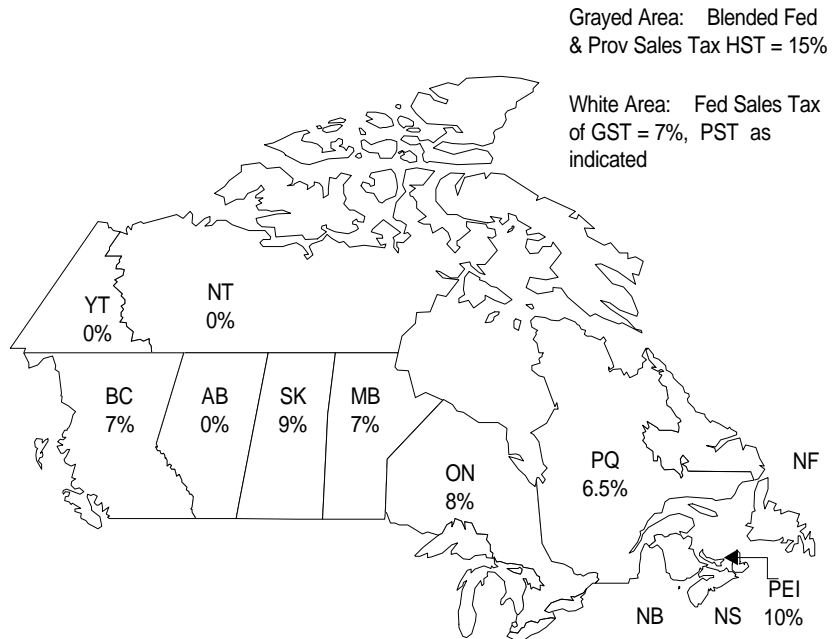 Grayed Area: Blended Fed
& Prov Sales Tax HST = 15%
White Area: Fed Sales Tax
of GST = 7%, PST as
indicated
YT
0%
NT
0%
BC
7%
AB
0%
SK
9%
MB
7%
ON
8%
PQ
6.5%
NF
PEI
10%
NB
NS